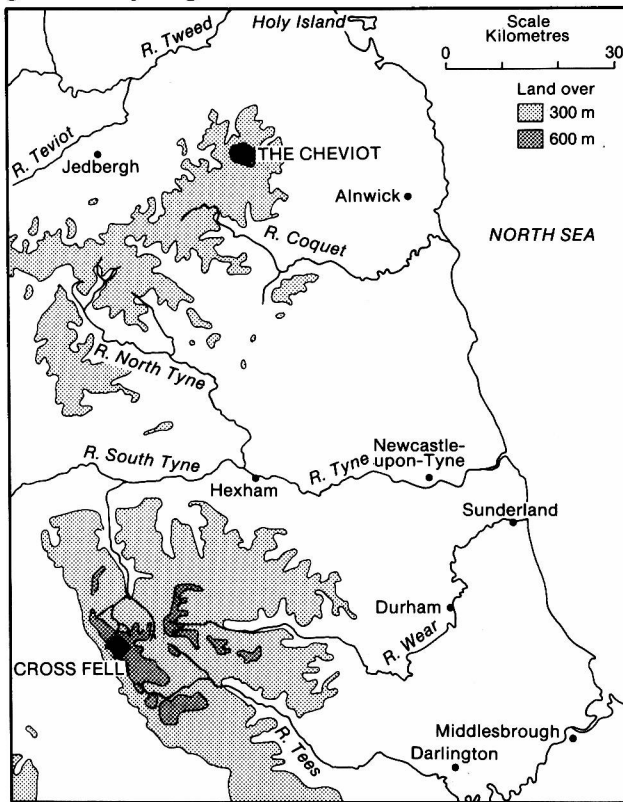 Holy Island
R. Tweed
Scale
Kilometres
0
30
Land over
300 m
600 m
R. Teviot
Jedbergh
THE CHEVIOT
Alnwick
R. Coquet
NORTH SEA
R. North Tyne
R. South Tyne
Hexham
R. Tyne
Newcastle-
upon-Tyne
Sunderland
Durham
R. Wear
CROSS FELL
R. Tees
Middlesbrough
Darlington